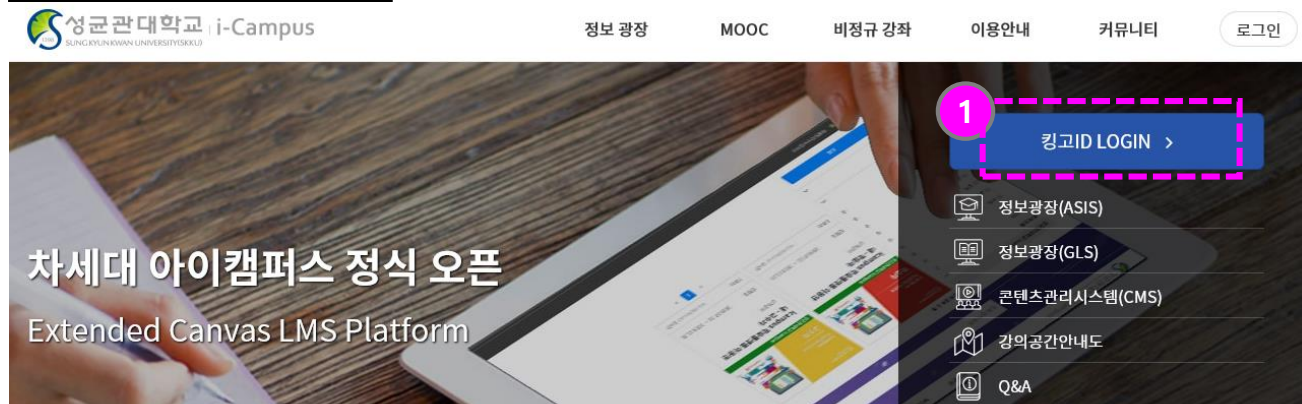 성균관대학교 i-Campus
SUNGKYUNKWAN UNIVERSITY(SKKU)
정보 광장 MOOC 비정규 강좌 이용안내 커뮤니티 로그인
1
킹고ID LOGIN >
정보광장(ASIS)
정보광장(GLS)
콘텐츠관리시스템(CMS)
강의공간안내도
Q&A
차세대 아이캠퍼스 정식 오픈
Extended Canvas LMS Platform